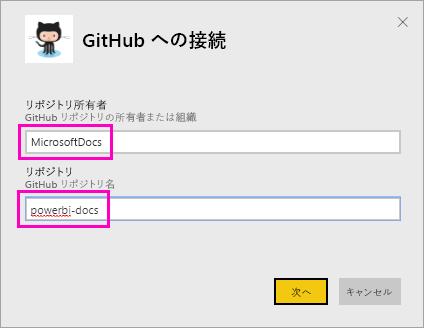 GitHub への接続
リポジトリ所有者
GitHub リポジトリの所有者または組織
MicrosoftDocs
リポジトリ
GitHub リポジトリ名
powerbi-docs
次へ
キャンセル